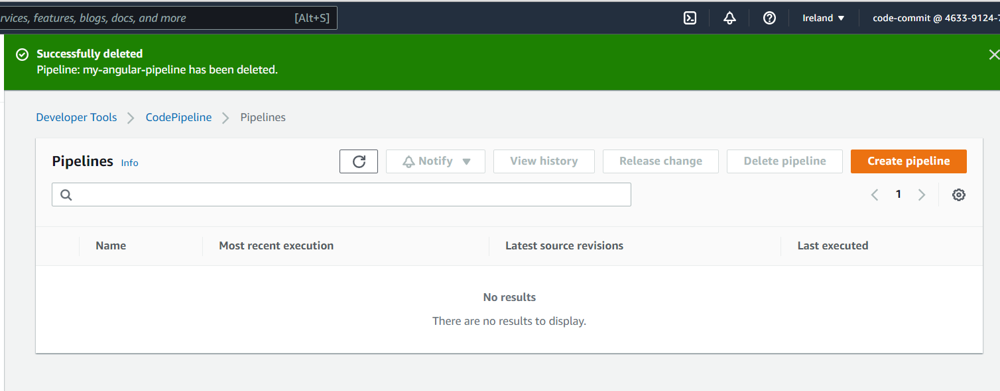 rvices, features, blogs, docs, and more [Alt+S] Ireland code-commit @ 4633-9124-7
Successfully deleted
Pipeline: my-angular-pipeline has been deleted.
Developer Tools CodePipeline Pipelines
Pipelines Info Notify View history Release change Delete pipeline Create pipeline
1
Name Most recent execution Latest source revisions Last executed
No results
There are no results to display.